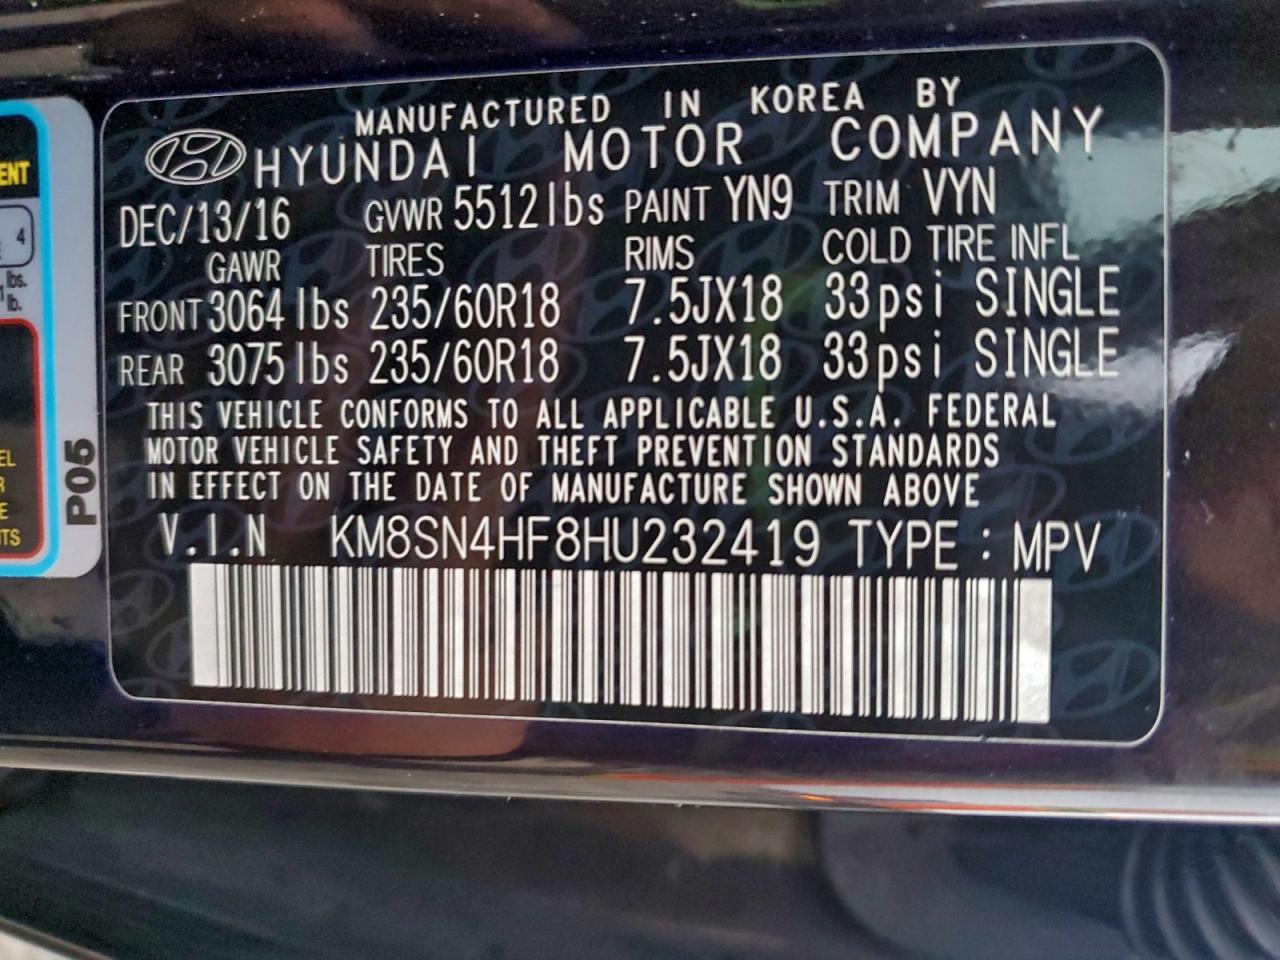 MANUFACTURED IN KOREA BY
HYUNDAI MOTOR COMPANY
DEC/13/16 GVWR 5512lbs PAINT YN9 TRIM VYN
GAWR TIRES RIMS COLD TIRE INFL
FRONT 3064lbs 235/60R18 7.5JX18 33psi SINGLE
REAR 3075lbs 235/60R18 7.5JX18 33psi SINGLE
THIS VEHICLE CONFORMS TO ALL APPLICABLE U.S.A. FEDERAL
MOTOR VEHICLE SAFETY AND THEFT PREVENTION STANDARDS
IN EFFECT ON THE DATE OF MANUFACTURE SHOWN ABOVE
V.I.N KM8SN4HF8HU232419 TYPE : MPV
P05
4
lbs.
lb.